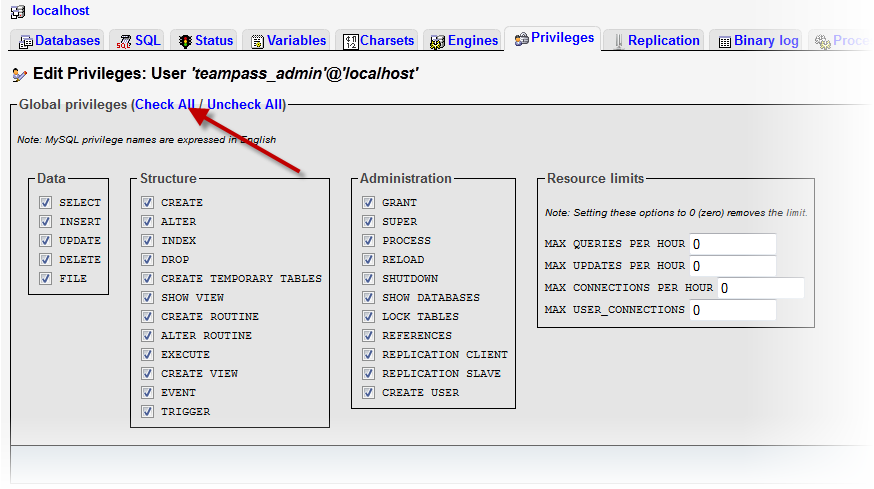 localhost
Databases SQL Status Variables Charsets Engines Privileges Replication Binary log Proce
Edit Privileges: User 'teampass_admin'@'localhost'
Global privileges (Check All / Uncheck All)
Note: MySQL privilege names are expressed in English
Data
SELECT
INSERT
UPDATE
DELETE
FILE
Structure
CREATE
ALTER
INDEX
DROP
CREATE TEMPORARY TABLES
SHOW VIEW
CREATE ROUTINE
ALTER ROUTINE
EXECUTE
CREATE VIEW
EVENT
TRIGGER
Administration
GRANT
SUPER
PROCESS
RELOAD
SHUTDOWN
SHOW DATABASES
LOCK TABLES
REFERENCES
REPLICATION CLIENT
REPLICATION SLAVE
CREATE USER
Resource limits
Note: Setting these options to 0 (zero) removes the limit.
MAX QUERIES PER HOUR 0
MAX UPDATES PER HOUR 0
MAX CONNECTIONS PER HOUR 0
MAX USER_CONNECTIONS 0